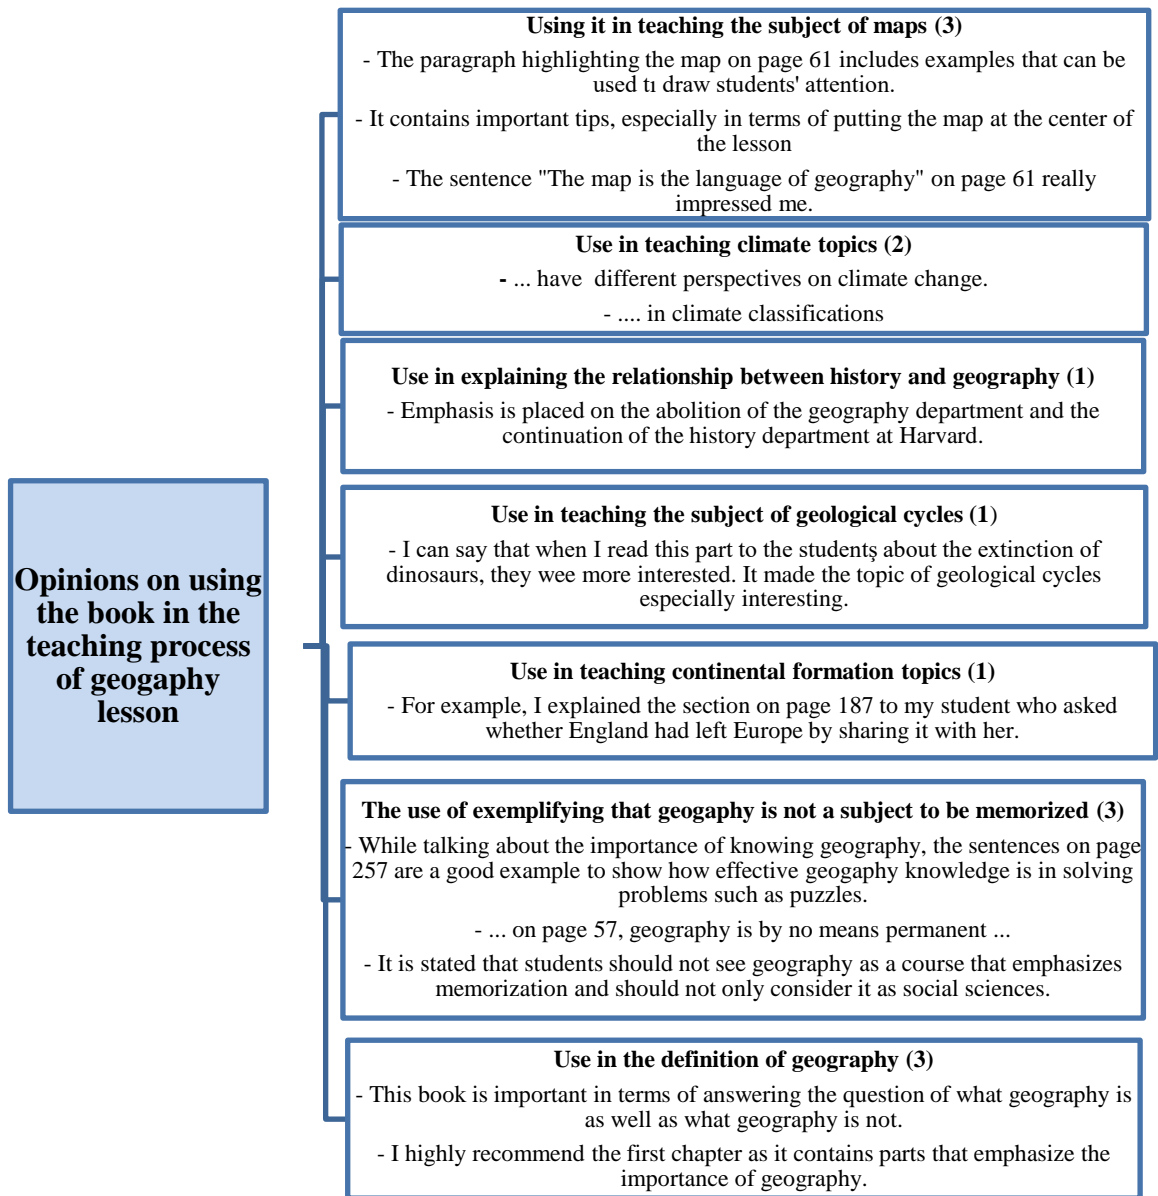 Using it in teaching the subject of maps (3)
- The paragraph highlighting the map on page 61 includes examples that can be
used tı draw students' attention.
- It contains important tips, especially in terms of putting the map at the center of
the lesson
- The sentence "The map is the language of geography" on page 61 really
impressed me.
Use in teaching climate topics (2)
- ... have different perspectives on climate change.
- .... in climate classifications
Use in explaining the relationship between history and geography (1)
- Emphasis is placed on the abolition of the geography department and the
continuation of the history department at Harvard.
Use in teaching the subject of geological cycles (1)
- I can say that when I read this part to the studentş about the extinction of
dinosaurs, they wee more interested. It made the topic of geological cycles
especially interesting.
Opinions on using
the book in the
teaching process
of geogaphy
lesson
Use in teaching continental formation topics (1)
- For example, I explained the section on page 187 to my student who asked
whether England had left Europe by sharing it with her.
The use of exemplifying that geogaphy is not a subject to be memorized (3)
- While talking about the importance of knowing geography, the sentences on page
257 are a good example to show how effective geogaphy knowledge is in solving
problems such as puzzles.
- ... on page 57, geography is by no means permanent ...
- It is stated that students should not see geography as a course that emphasizes
memorization and should not only consider it as social sciences.
Use in the definition of geography (3)
- This book is important in terms of answering the question of what geography is
as well as what geography is not.
- I highly recommend the first chapter as it contains parts that emphasize the
importance of geography.